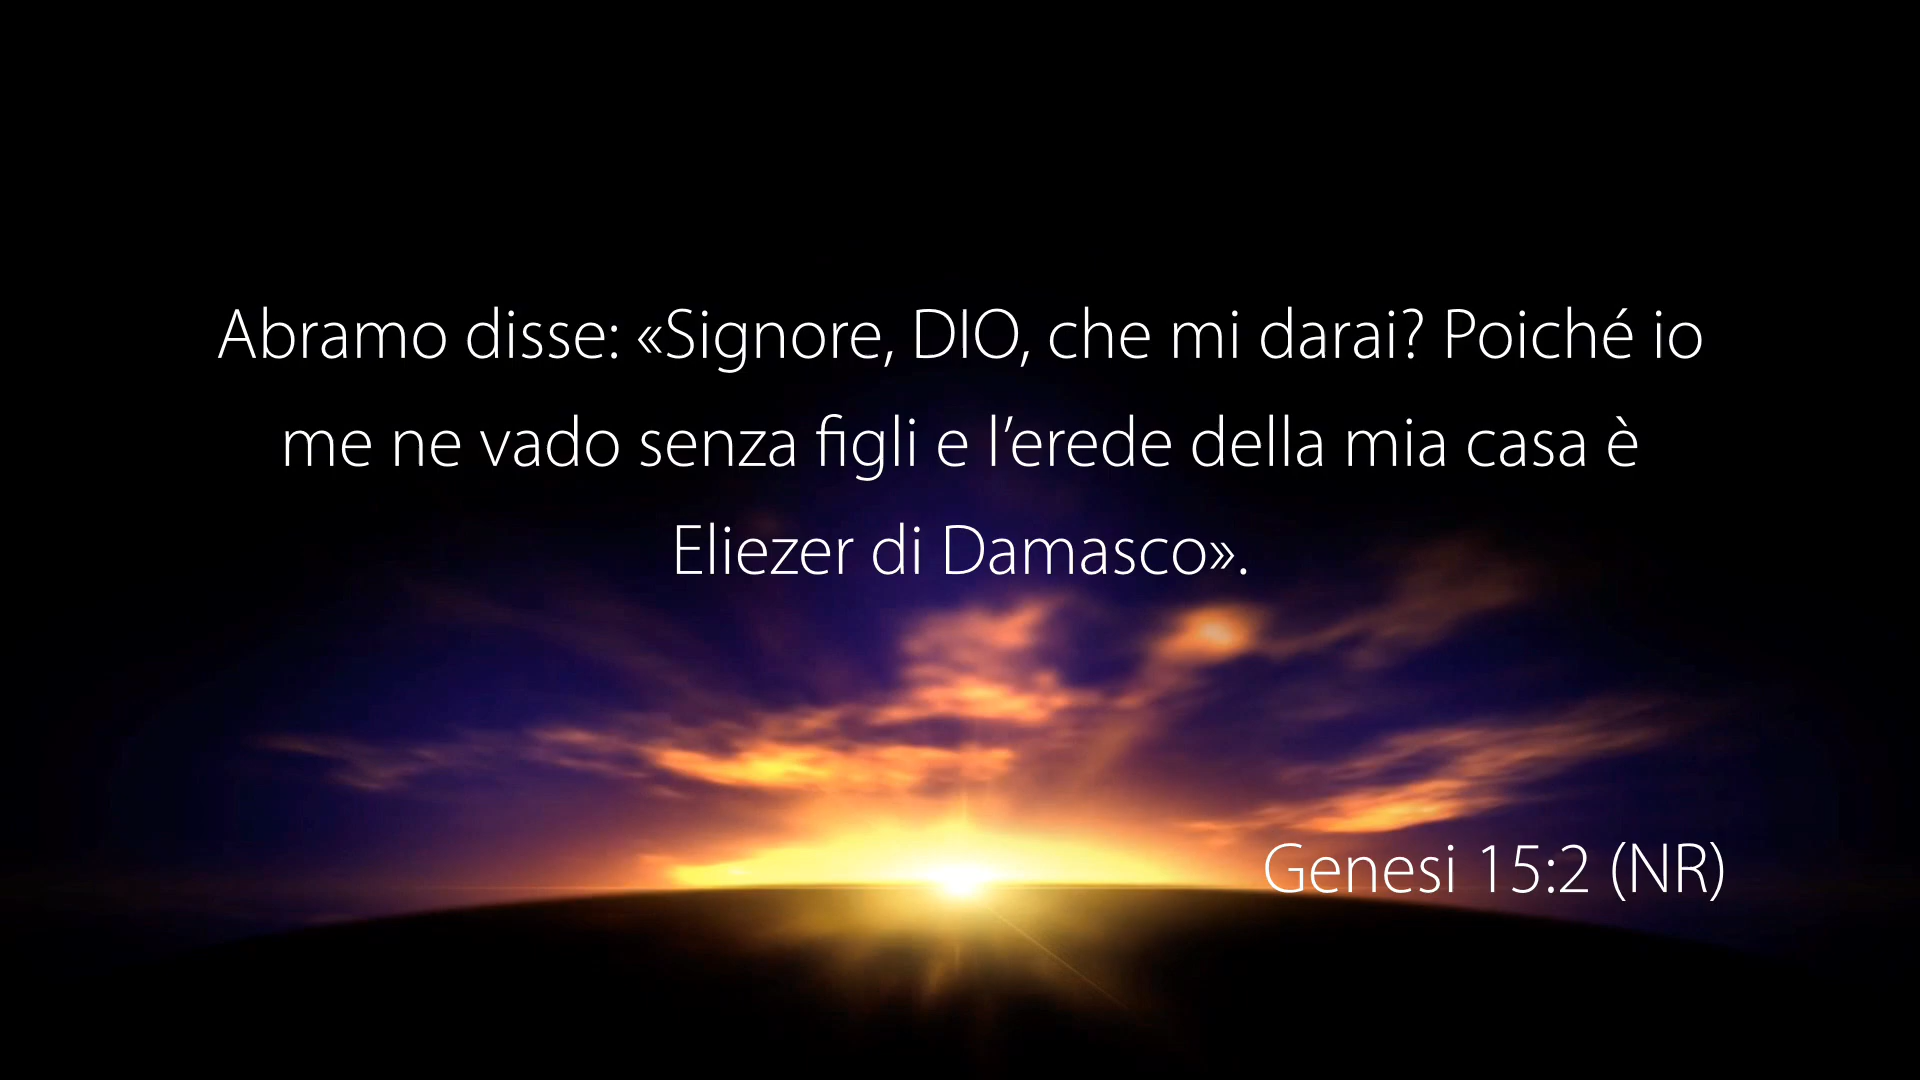 Abramo disse: «Signore, DIO, che mi darai? Poiché io
me ne vado senza figli e l’erede della mia casa è
Eliezer di Damasco».
Genesi 15:2 (NR)